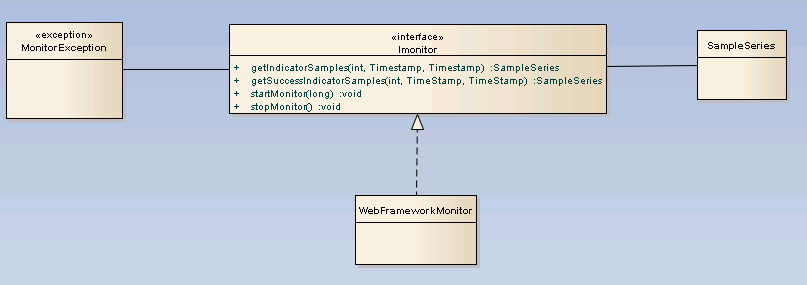 «exception»
MonitorException
«interface»
Imonitor
+ getIndicatorSamples(int, Timestamp, Timestamp) :SampleSeries
+ getSuccessIndicatorSamples(int, TimeStamp, TimeStamp) :SampleSeries
+ startMonitor(long) :void
+ stopMonitor() :void
SampleSeries
WebFrameworkMonitor